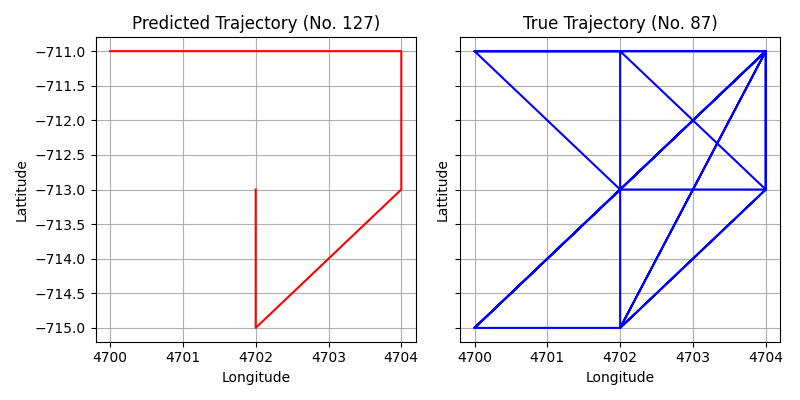 Predicted Trajectory (No. 127)
−711.0
−711.5
−712.0
−712.5
−713.0
−713.5
−714.0
−714.5
−715.0
Lattitude
4700 4701 4702 4703 4704
Longitude
True Trajectory (No. 87)
Lattitude
4700 4701 4702 4703 4704
Longitude